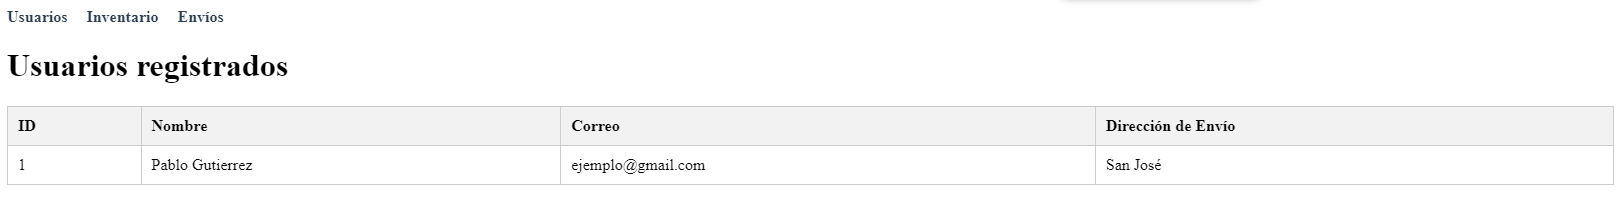 Usuarios Inventario Envíos
Usuarios registrados
ID Nombre Correo Dirección de Envío
1 Pablo Gutierrez ejemplo@gmail.com San José